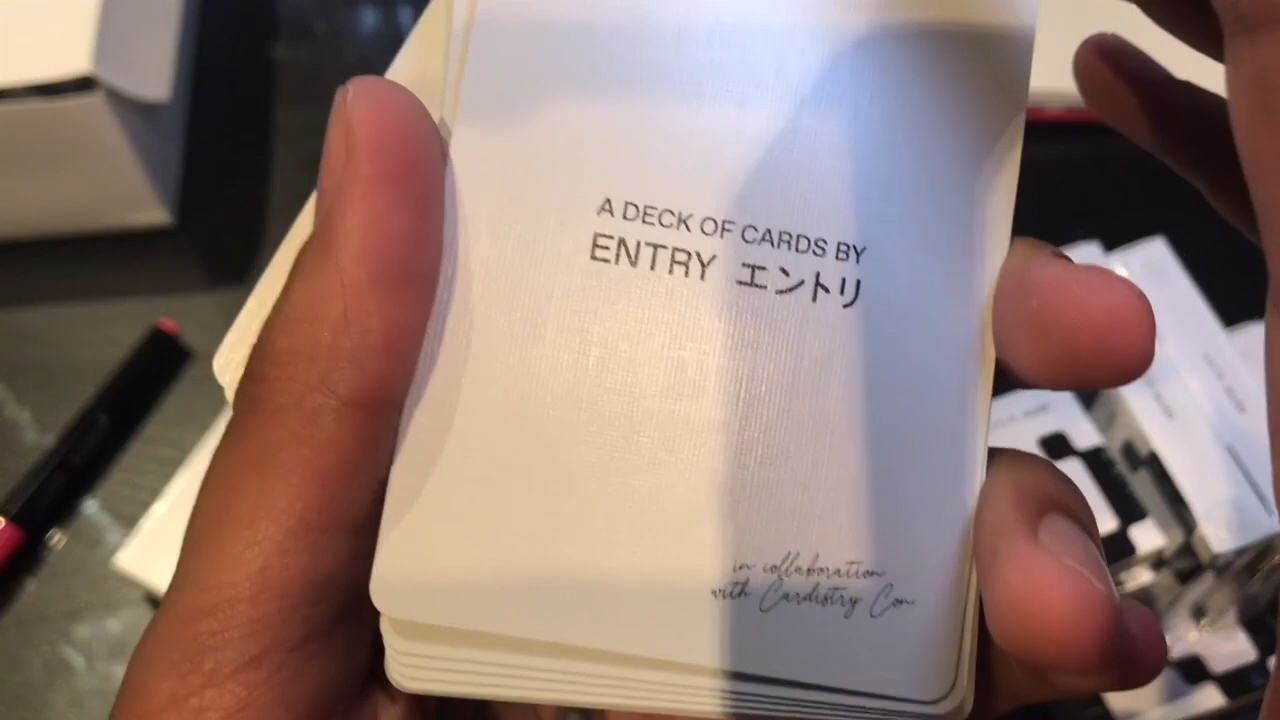 A DECK OF CARDS BY
ENTRY エントリ
in collaboration
with Cardistry Con